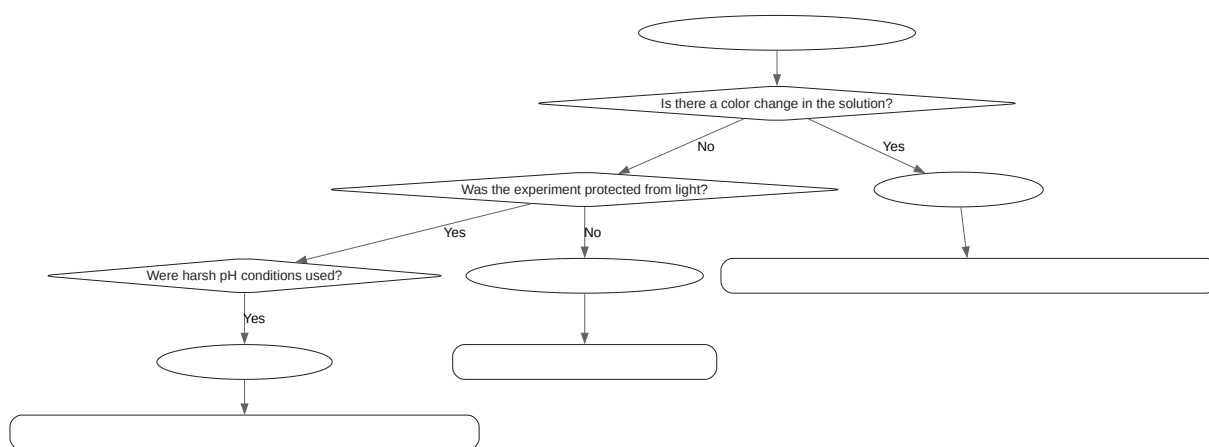 Is there a color change in the solution?
No
Yes
Was the experiment protected from light?
Yes
No
Were harsh pH conditions used?
Yes